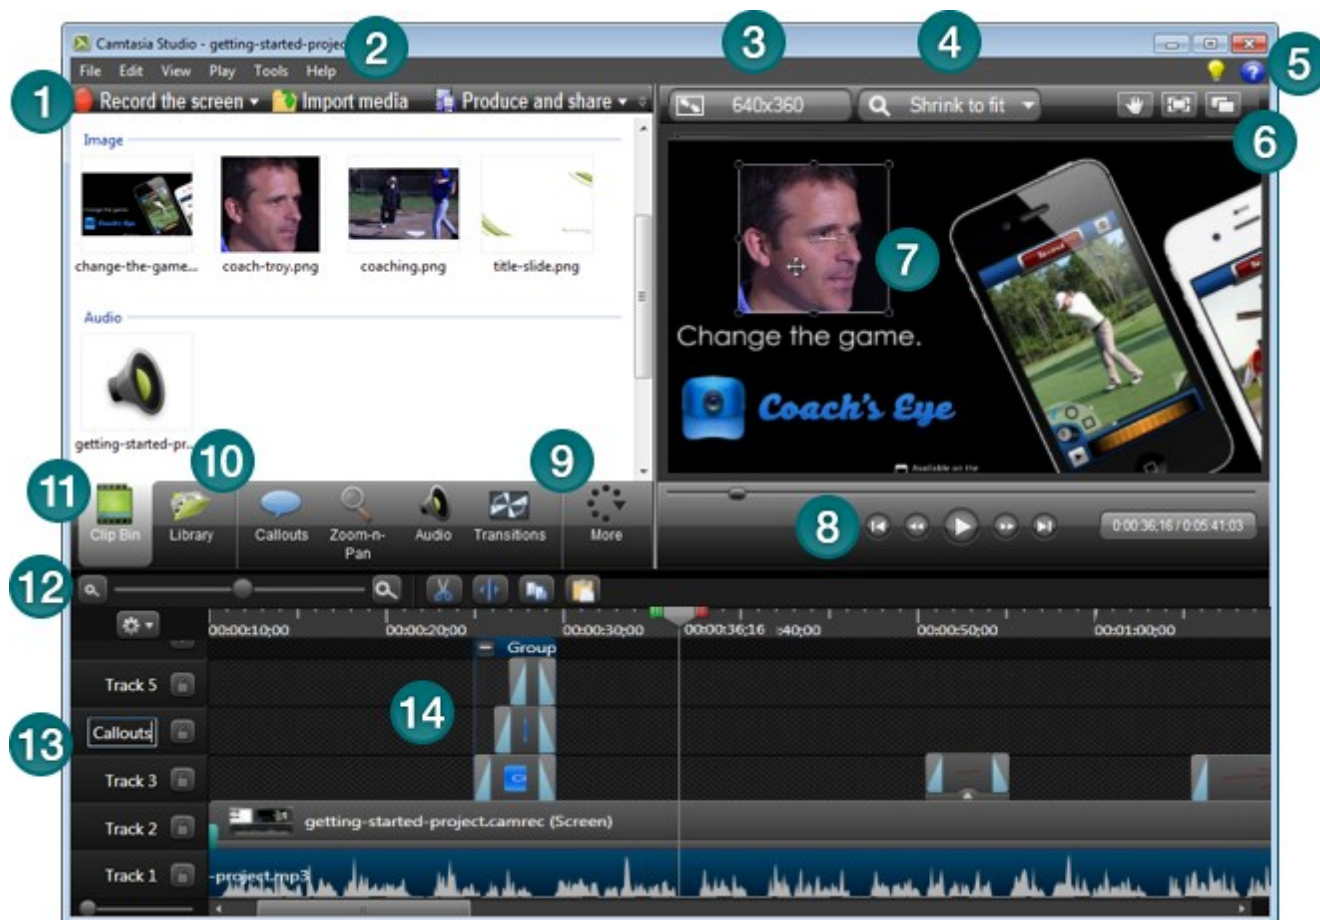 Camtasia Studio - getting-started-projec
2
3
4
5
File Edit View Play Tools Help
1
Record the screen
Import media
Produce and share
640x360
Shrink to fit
6
Image
change-the-game...
coach-troy.png
coaching.png
title-slide.png
7
Change the game.
Coach's Eye
Available on the
Audio
getting-started-pr...
11
10
9
8
Clip Bin
Library
Callouts
Zoom-n-
Pan
Audio
Transitions
More
0:00:36;16 / 0:05:41;03
12
00:00:10;00
00:00:20;00
00:00:30;00
00:00:36;16
:40;00
00:00:50;00
00:01:00;00
Group
Track 5
14
13
Callouts
Track 3
Track 2
getting-started-project.camrec (Screen)
Track 1
-project.mp3